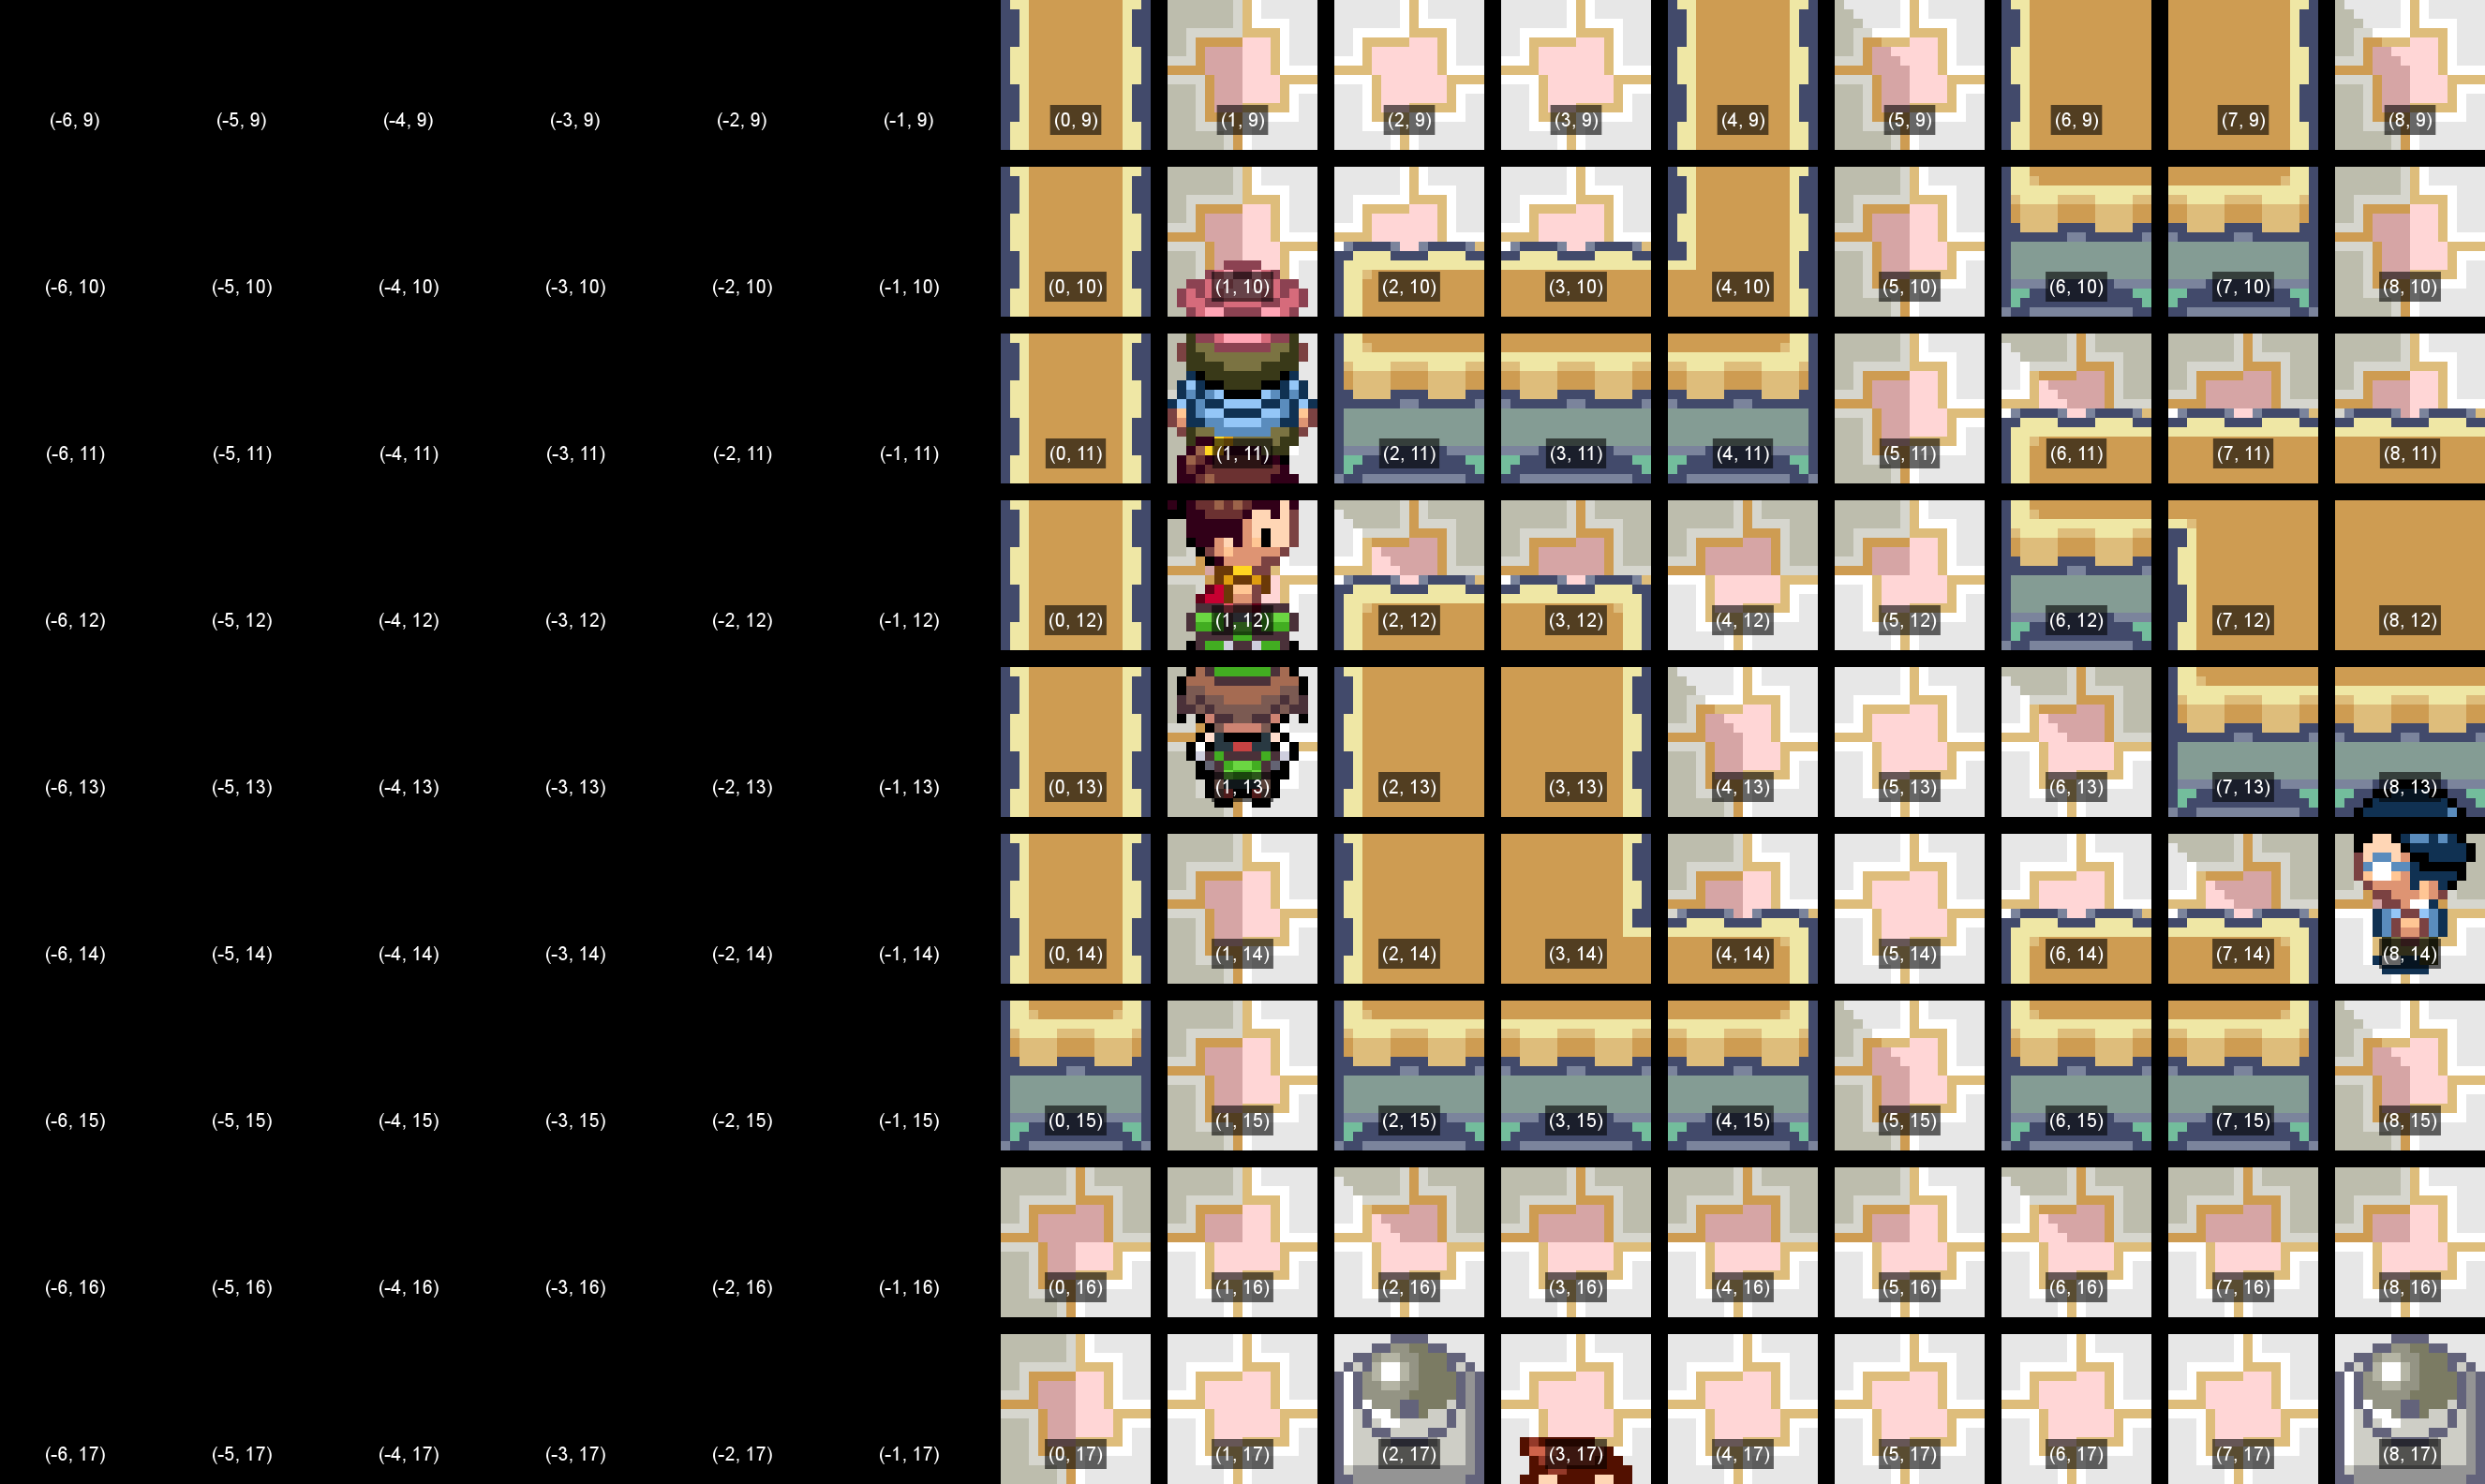 (-6, 9) (-5, 9) (-4, 9) (-3, 9) (-2, 9) (-1, 9) (0, 9) (1, 9) (2, 9) (3, 9) (4, 9) (5, 9) (6, 9) (7, 9) (8, 9)
(-6, 10) (-5, 10) (-4, 10) (-3, 10) (-2, 10) (-1, 10) (0, 10) (1, 10) (2, 10) (3, 10) (4, 10) (5, 10) (6, 10) (7, 10) (8, 10)
(-6, 11) (-5, 11) (-4, 11) (-3, 11) (-2, 11) (-1, 11) (0, 11) (1, 11) (2, 11) (3, 11) (4, 11) (5, 11) (6, 11) (7, 11) (8, 11)
(-6, 12) (-5, 12) (-4, 12) (-3, 12) (-2, 12) (-1, 12) (0, 12) (1, 12) (2, 12) (3, 12) (4, 12) (5, 12) (6, 12) (7, 12) (8, 12)
(-6, 13) (-5, 13) (-4, 13) (-3, 13) (-2, 13) (-1, 13) (0, 13) (1, 13) (2, 13) (3, 13) (4, 13) (5, 13) (6, 13) (7, 13) (8, 13)
(-6, 14) (-5, 14) (-4, 14) (-3, 14) (-2, 14) (-1, 14) (0, 14) (1, 14) (2, 14) (3, 14) (4, 14) (5, 14) (6, 14) (7, 14) (8, 14)
(-6, 15) (-5, 15) (-4, 15) (-3, 15) (-2, 15) (-1, 15) (0, 15) (1, 15) (2, 15) (3, 15) (4, 15) (5, 15) (6, 15) (7, 15) (8, 15)
(-6, 16) (-5, 16) (-4, 16) (-3, 16) (-2, 16) (-1, 16) (0, 16) (1, 16) (2, 16) (3, 16) (4, 16) (5, 16) (6, 16) (7, 16) (8, 16)
(-6, 17) (-5, 17) (-4, 17) (-3, 17) (-2, 17) (-1, 17) (0, 17) (1, 17) (2, 17) (3, 17) (4, 17) (5, 17) (6, 17) (7, 17) (8, 17)